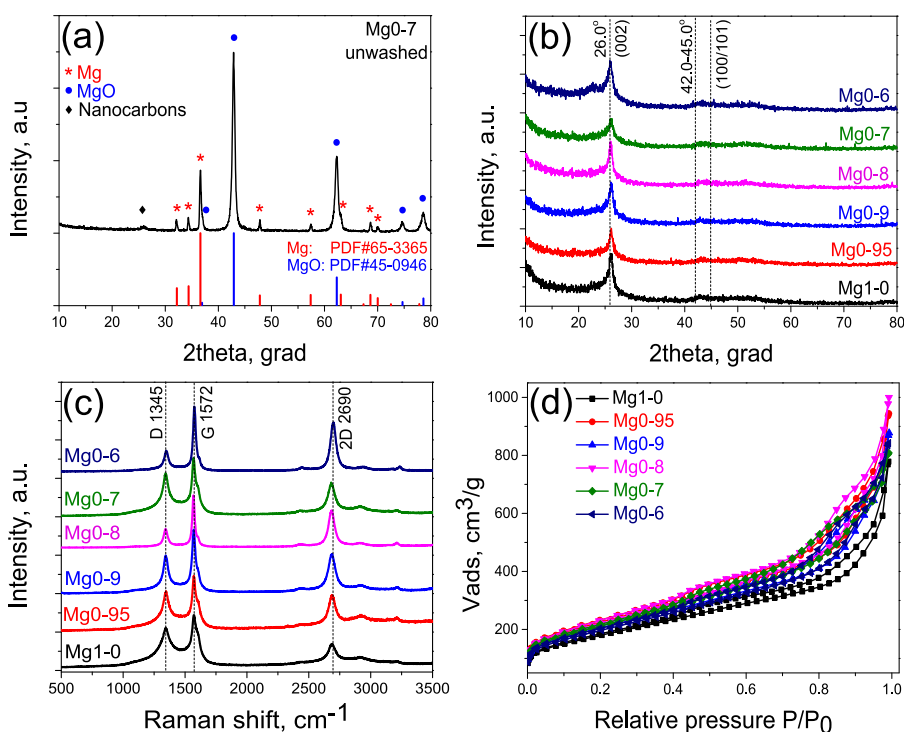 (a)
Mg0-7
unwashed
* Mg
● MgO
♦ Nanocarbons
Mg: PDF#65-3365
MgO: PDF#45-0946
Intensity, a.u
10 20 30 40 50 60 70 80
2theta, grad
(b)
26.0°
(002)
42.0-45.0°
(100/101)
Mg0-6
Mg0-7
Mg0-8
Mg0-9
Mg0-95
Mg1-0
Intensity, a.u.
10 20 30 40 50 60 70 80
2theta, grad
(c)
D 1345
G 1572
2D 2690
Mg0-6
Mg0-7
Mg0-8
Mg0-9
Mg0-95
Mg1-0
Intensity, a.u.
500 1000 1500 2000 2500 3000 3500
Raman shift, cm-1
(d)
Mg1-0
Mg0-95
Mg0-9
Mg0-8
Mg0-7
Mg0-6
Vads, cm3/g
1000
800
600
400
200
0.0 0.2 0.4 0.6 0.8 1.0
Relative pressure P/P0